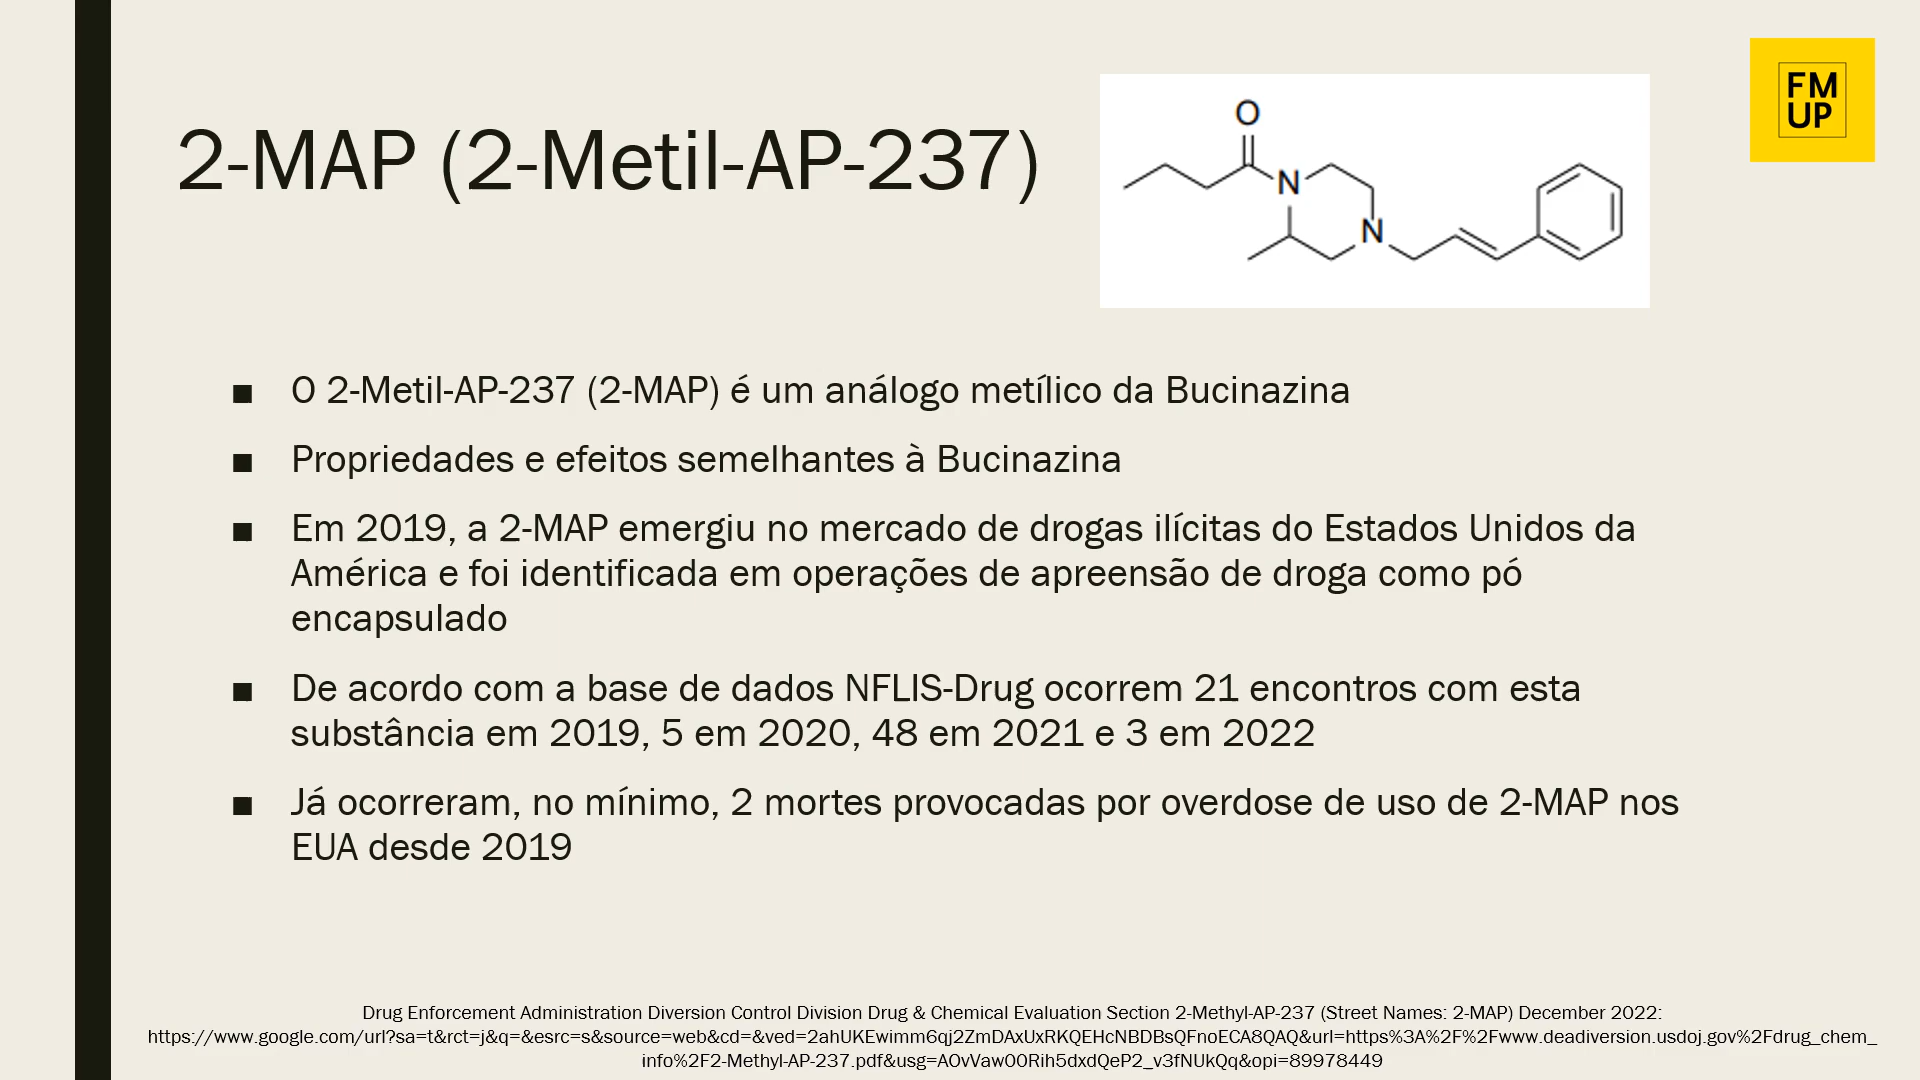 2-MAP (2-Metil-AP-237)
O
N
N
FM
UP
■ O 2-Metil-AP-237 (2-MAP) é um análogo metílico da Bucinazina
■ Propriedades e efeitos semelhantes à Bucinazina
■ Em 2019, a 2-MAP emergiu no mercado de drogas ilícitas do Estados Unidos da
América e foi identificada em operações de apreensão de droga como pó
encapsulado
■ De acordo com a base de dados NFLIS-Drug ocorrem 21 encontros com esta
substância em 2019, 5 em 2020, 48 em 2021 e 3 em 2022
■ Já ocorreram, no mínimo, 2 mortes provocadas por overdose de uso de 2-MAP nos
EUA desde 2019
Drug Enforcement Administration Diversion Control Division Drug & Chemical Evaluation Section 2-Methyl-AP-237 (Street Names: 2-MAP) December 2022:
https://www.google.com/url?sa=t&rct=j&q=&esrc=s&source=web&cd=&ved=2ahUKEwimm6qj2ZmDAxUxRKQEHcNBDBsQFnoECA8QAQ&url=https%3A%2F%2Fwww.deadiversion.usdoj.gov%2Fdrug_chem_
info%2F2-Methyl-AP-237.pdf&usg=AOvVaw00Rih5dxdQeP2_v3fNUkQq&opi=89978449